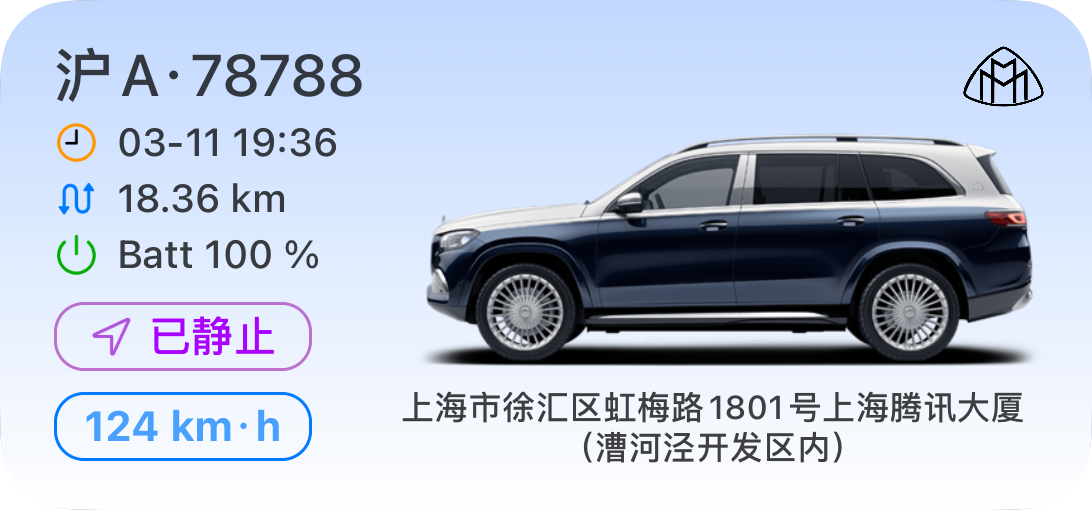 沪A·78788
03-11 19:36
18.36 km
Batt 100 %
已静止
124 km·h
上海市徐汇区虹梅路1801号上海腾讯大厦
（漕河泾开发区内）